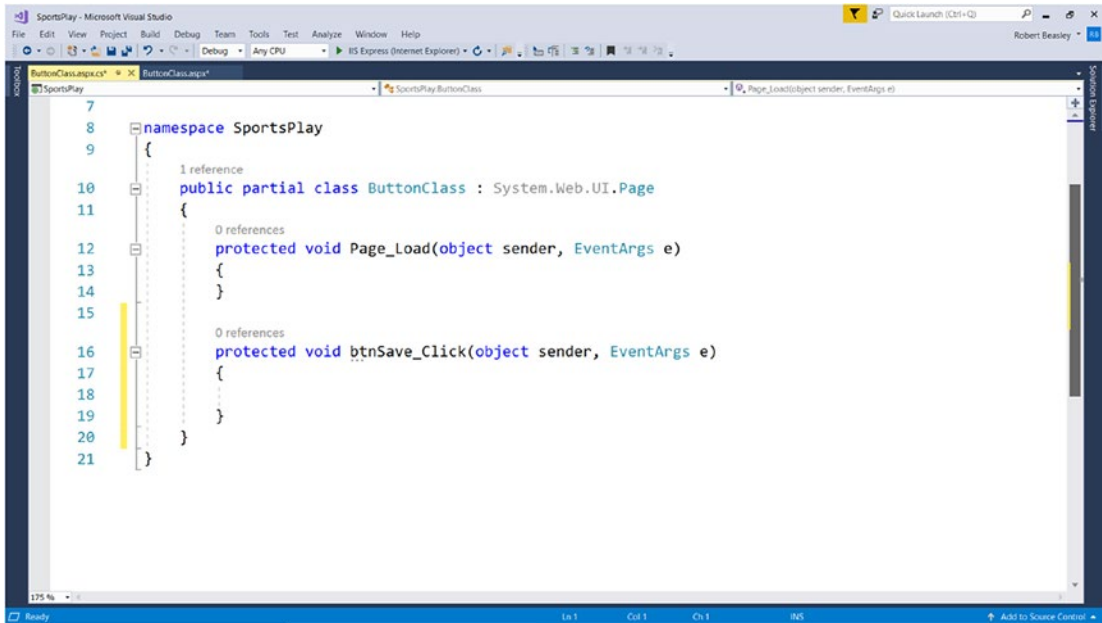 SportsPlay - Microsoft Visual Studio
Quick Launch (Ctrl+Q)
File Edit View Project Build Debug Team Tools Test Analyze Window Help
Robert Beasley
RB
Debug Any CPU IIS Express (Internet Explorer)
Toolbox
ButtonClass.aspx.cs* ButtonClass.aspx*
Solution Explorer
SportsPlay SportsPlay.ButtonClass Page_Load(object sender, EventArgs e)
7
8 namespace SportsPlay
9 {
1 reference
10 public partial class ButtonClass : System.Web.UI.Page
11 {
0 references
12 protected void Page_Load(object sender, EventArgs e)
13 {
14 }
15
0 references
16 protected void btnSave_Click(object sender, EventArgs e)
17 {
18
19 }
20 }
21 }
175 %
Ready Ln 1 Col 1 Ch 1 INS Add to Source Control